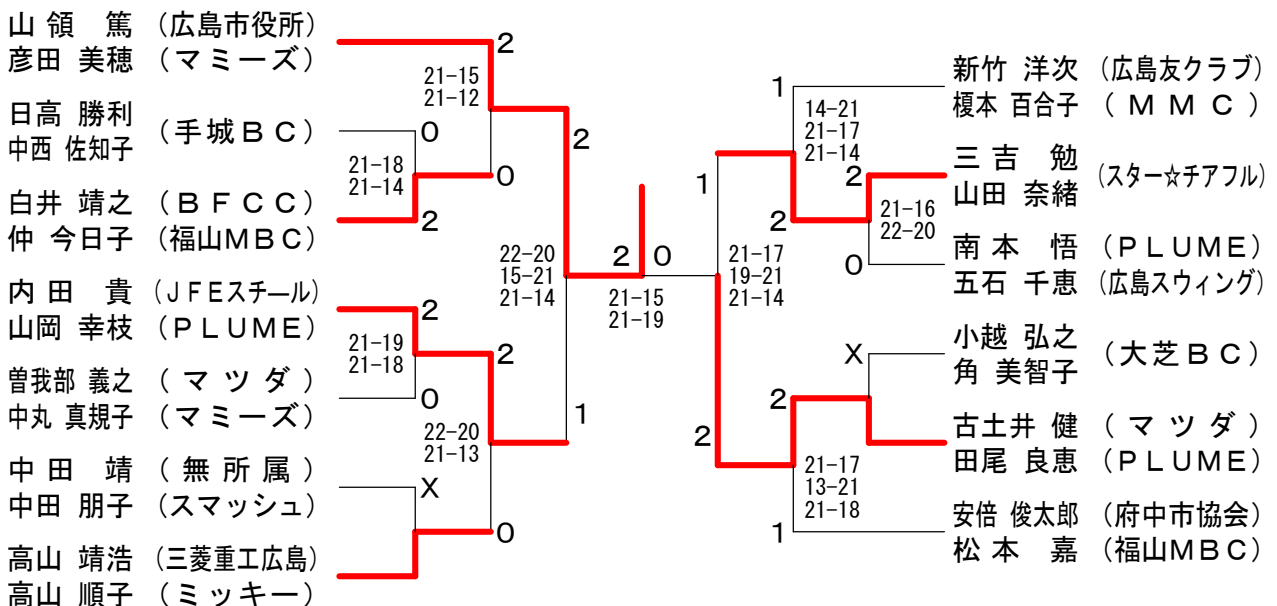 山領 篤 (広島市役所)
彦田 美穂 (マミーズ)
日高 勝利
中西 佐知子
(手城BC)
白井 靖之 (BFCC)
仲 今日子 (福山MBC)
内田 貴 (JFEスチール)
山岡 幸枝 (PLUME)
曽我部 義之 (マツダ)
中丸 真規子 (マミーズ)
中田 靖 (無所属)
中田 朋子 (スマッシュ)
高山 靖浩 (三菱重工広島)
高山 順子 (ミッキー)
2
21-15
21-12
0
21-18
21-14
0
2
2
21-19
21-18
2
0
22-20
21-13
X
0
2
22-20
15-21
21-14
1
2
0
21-15
21-19
1
21-17
19-21
21-14
2
1
14-21
21-17
21-14
2
2
21-16
22-20
0
X
2
21-17
13-21
21-18
1
新竹 洋次 (広島友クラブ)
榎本 百合子 (MMC)
三吉 勉
山田 奈緒
(スター☆チアフル)
南本 悟 (PLUME)
五石 千恵 (広島スウィング)
小越 弘之
角 美智子
(大芝BC)
古土井 健 (マツダ)
田尾 良恵 (PLUME)
安倍 俊太郎 (府中市協会)
松本 嘉 (福山MBC)